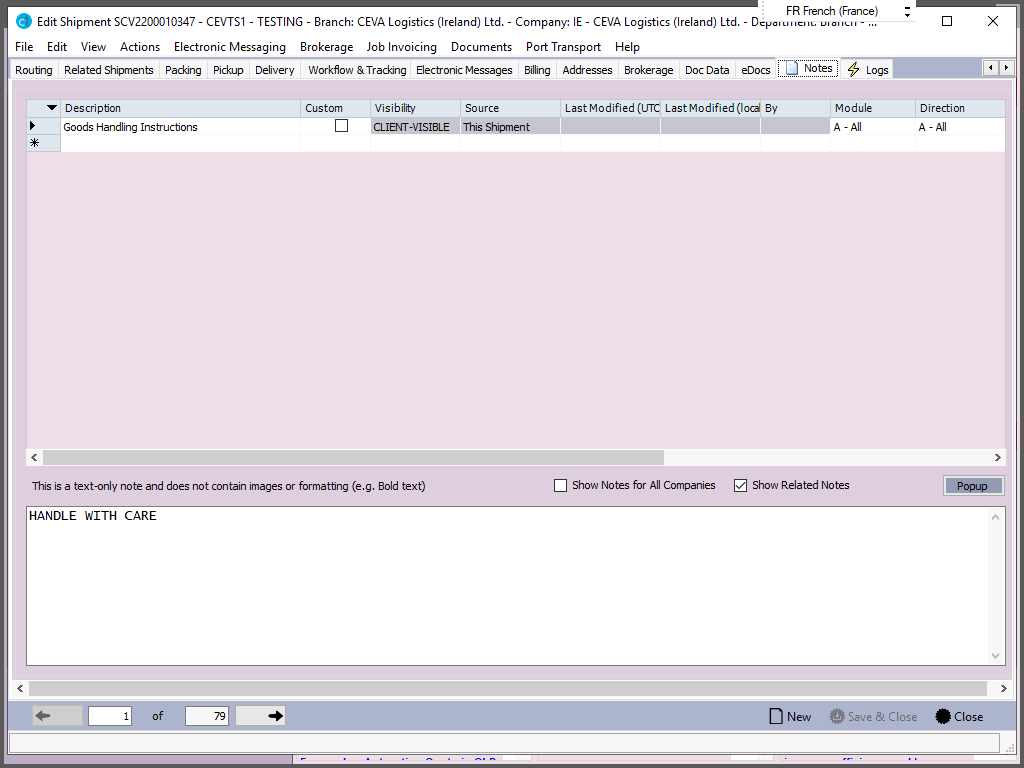 Edit Shipment SCV2200010347 - CEVTS1 - TESTING - Branch: CEVA Logistics (Ireland) Ltd. - Company: IE - CEVA Logistics (Ireland) Ltd. - Department: Branch - ...
FR French (France)
File Edit View Actions Electronic Messaging Brokerage Job Invoicing Documents Port Transport Help
Routing Related Shipments Packing Pickup Delivery Workflow & Tracking Electronic Messages Billing Addresses Brokerage Doc Data eDocs Notes Logs
Description Custom Visibility Source Last Modified (UTC Last Modified (loca By Module Direction
Goods Handling Instructions CLIENT-VISIBLE This Shipment A - All A - All
This is a text-only note and does not contain images or formatting (e.g. Bold text) Show Notes for All Companies Show Related Notes Popup
HANDLE WITH CARE
1 of 79 New Save & Close Close